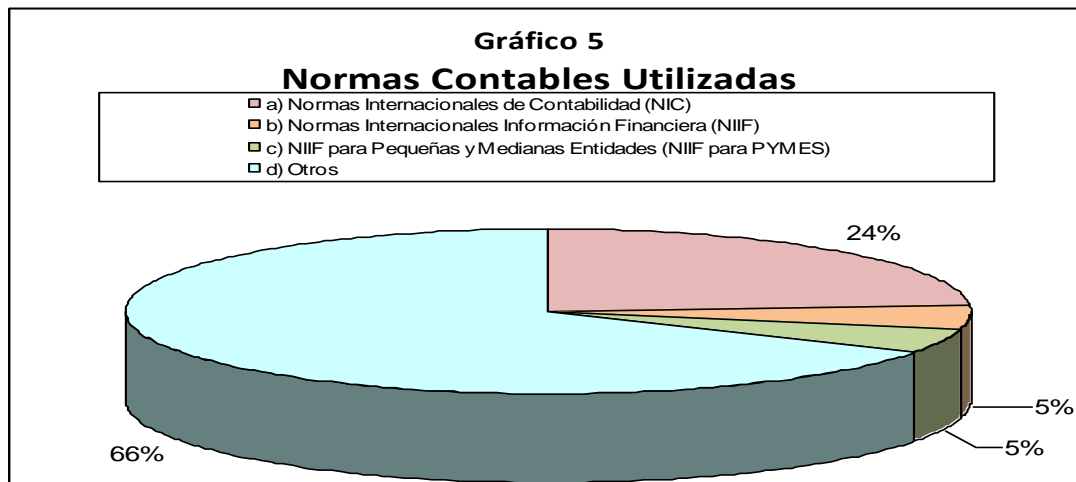 Gráfico 5
Normas Contables Utilizadas
a) Normas Internacionales de Contabilidad (NIC)
b) Normas Internacionales Información Financiera (NIIF)
c) NIIF para Pequeñas y Medianas Entidades (NIIF para PYMES)
d) Otros
24%
5%
5%
66%